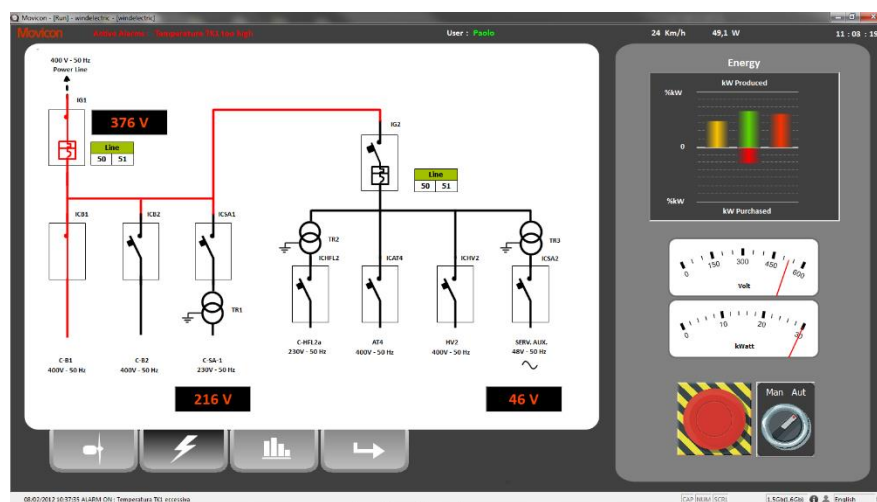 Movicon - [Run] - windelectric - [windelectric]
Movicon
Active Alarms - Temperature TK1 too high
User : Paolo
24 Km/h
49,1 W
11 : 03 : 19
400 V - 50 Hz
Power Line
IG1
376 V
Line
50 51
IG2
Line
50 51
ICB1
ICB2
ICSA1
TR2
TR3
ICHFL2
ICAT4
ICHV2
ICSA2
TR1
C-B1
400V - 50 Hz
C-B2
400V - 50 Hz
C-SA-1
230V - 50 Hz
C-HFL2a
230V - 50 Hz
AT4
400V - 50 Hz
HV2
400V - 50 Hz
SERV. AUX.
48V - 50 Hz
216 V
46 V
Energy
kW Produced
%kW
0
%kW
kW Purchased
0 150 300 450 600
Volt
0 10 20 30
kWatt
Man Aut
08/02/2012 10:37:35 ALARM ON : Temperatura TK1 eccessiva
CAP NUM SCRL
1.5Gb(1.6Gb)
English